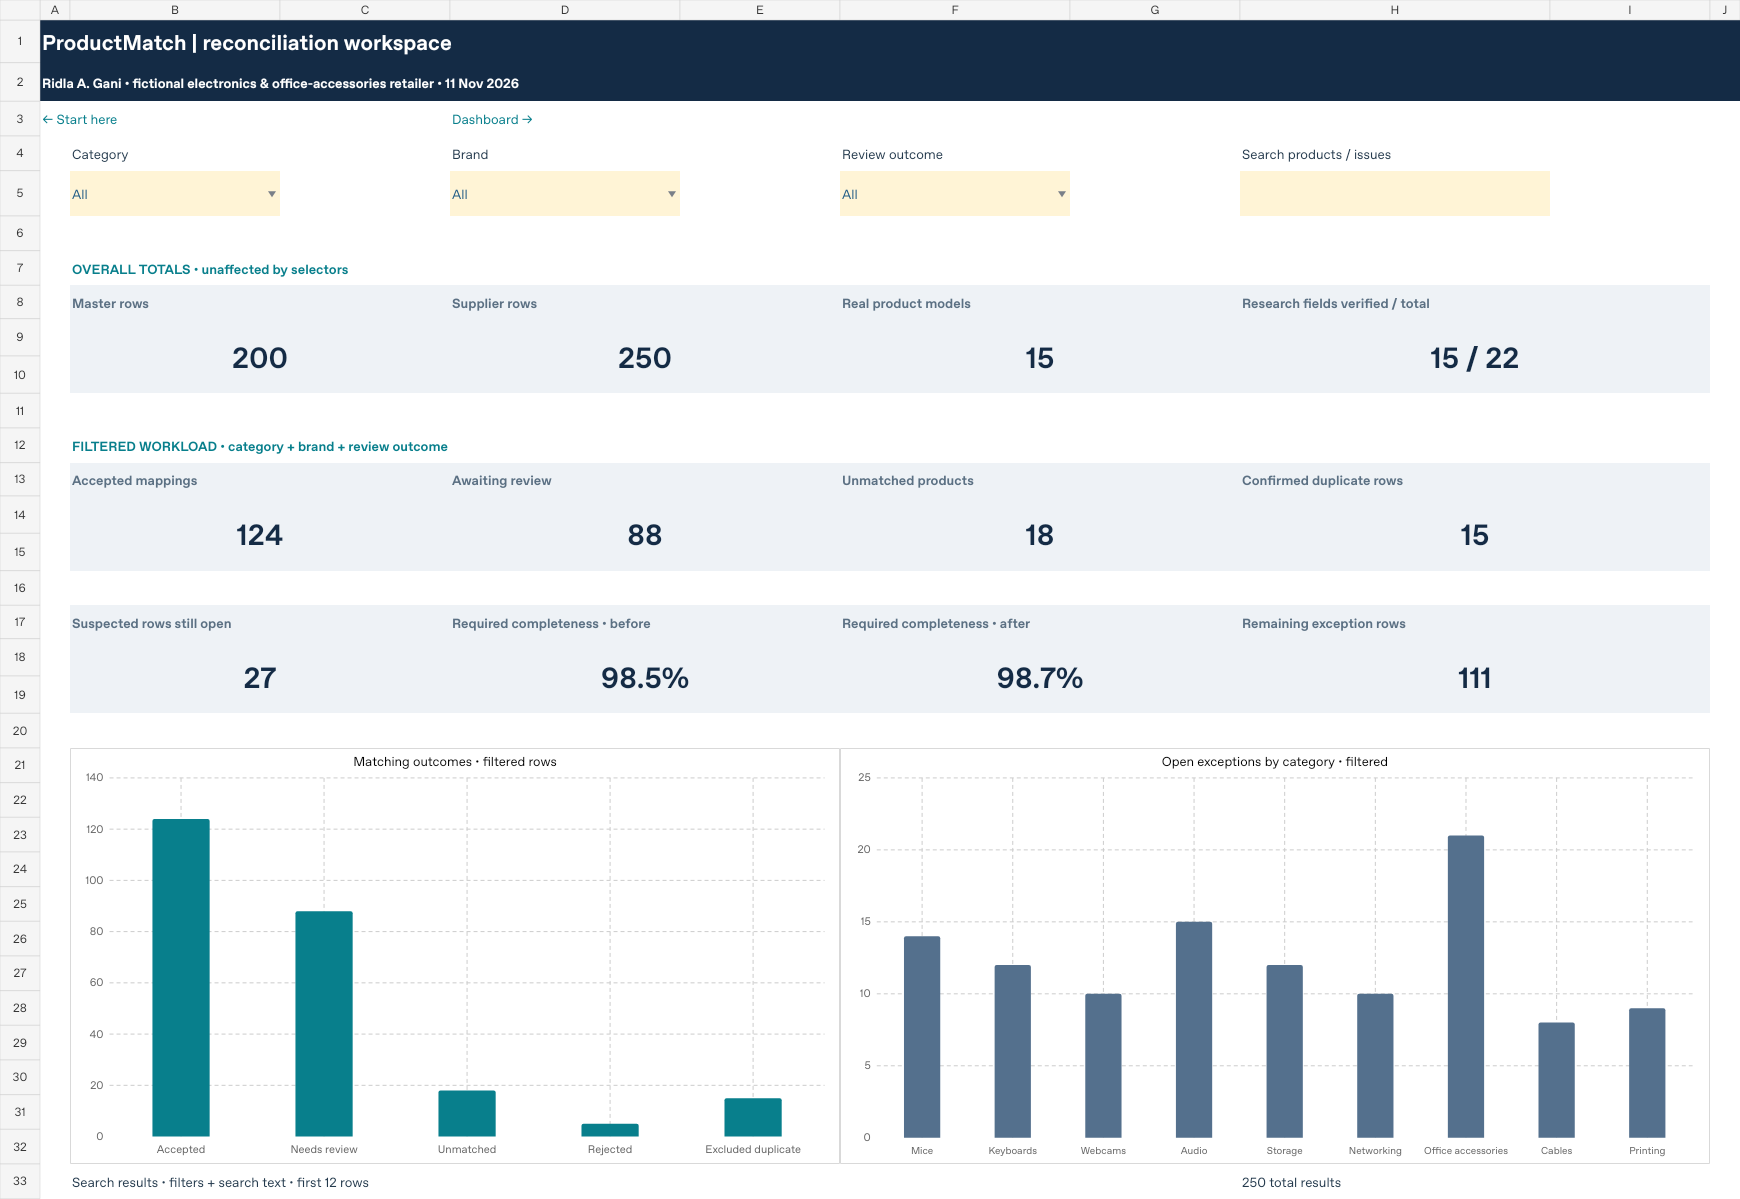 A B C D E F G H I J
1 ProductMatch | reconciliation workspace
2 Ridla A. Gani • fictional electronics & office-accessories retailer • 11 Nov 2026
3 ← Start here Dashboard →
4 Category Brand Review outcome Search products / issues
5 All All All
6
7 OVERALL TOTALS • unaffected by selectors
8 Master rows Supplier rows Real product models Research fields verified / total
9
200 250 15 15 / 22
10
11
12 FILTERED WORKLOAD • category + brand + review outcome
13 Accepted mappings Awaiting review Unmatched products Confirmed duplicate rows
14
124 88 18 15
15
16
17 Suspected rows still open Required completeness • before Required completeness • after Remaining exception rows
18
27 98.5% 98.7% 111
19
20
21 Matching outcomes • filtered rows Open exceptions by category • filtered
140 25
22
23 120
20
24
25 100
26 80 15
27
28 60 10
29 40
5
30
31 20
32 0 0
Accepted Needs review Unmatched Rejected Excluded duplicate Mice Keyboards Webcams Audio Storage Networking Office accessories Cables Printing
33 Search results • filters + search text • first 12 rows 250 total results